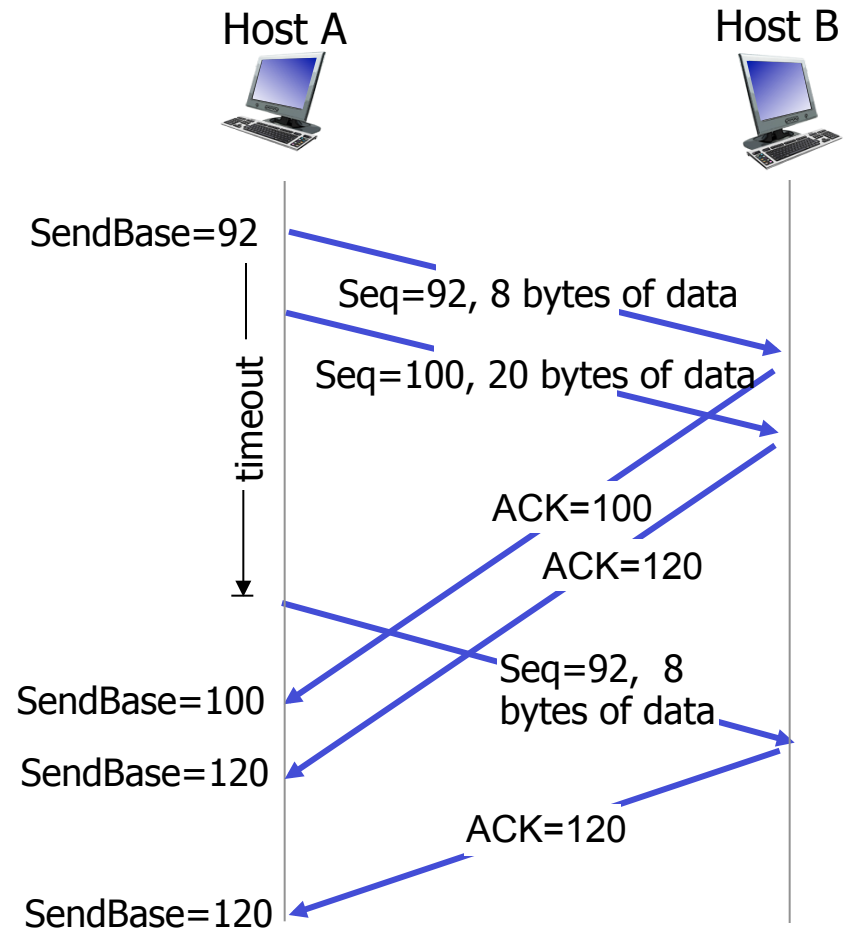 Host A
Host B
SendBase=92
Seq=92, 8 bytes of data
Seq=100, 20 bytes of data
timeout
ACK=100
ACK=120
Seq=92, 8
bytes of data
SendBase=100
SendBase=120
ACK=120
SendBase=120